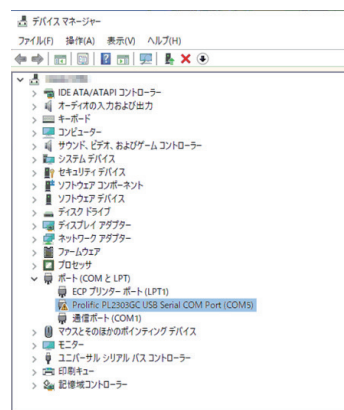 デバイス マネージャー
ファイル(F) 操作(A) 表示(V) ヘルプ(H)
IDE ATA/ATAPI コントローラー
オーディオの入力および出力
キーボード
コンピューター
サウンド、ビデオ、およびゲーム コントローラー
システム デバイス
セキュリティ デバイス
ソフトウェア コンポーネント
ソフトウェア デバイス
ディスク ドライブ
ディスプレイ アダプター
ネットワーク アダプター
ファームウェア
プロセッサ
ポート (COM と LPT)
ECP プリンター ポート (LPT1)
Prolific PL2303GC USB Serial COM Port (COM5)
通信ポート (COM1)
マウスとそのほかのポインティング デバイス
モニター
ユニバーサル シリアル バス コントローラー
印刷キュー
記憶域コントローラー